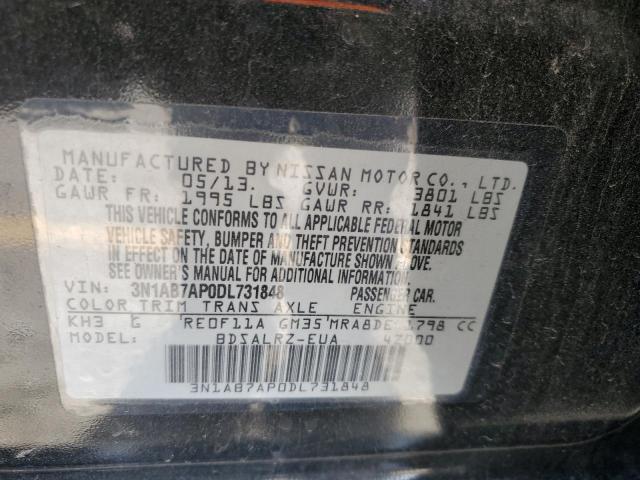 MANUFACTURED BY NISSAN MOTOR CO., LTD.
DATE: 05/13. GVWR: 3801 LBS
GAWR FR: 1995 LBS GAWR RR: 1841 LBS
THIS VEHICLE CONFORMS TO ALL APPLICABLE FEDERAL MOTOR
VEHICLE SAFETY, BUMPER AND THEFT PREVENTION STANDARDS
IN EFFECT ON THE DATE OF MANUFACTURE SHOWN ABOVE.
SEE OWNER'S MANUAL FOR ADDITIONAL INFORMATION.
VIN: 3N1AB7AP0DL731848 PASSENGER CAR.
COLOR TRIM TRANS AXLE ENGINE
KH3 G RE0F11A GM35 MRA8DE 1798 CC
MODEL: BDSALRZ-EUA 4Z000
3N1AB7AP0DL731848